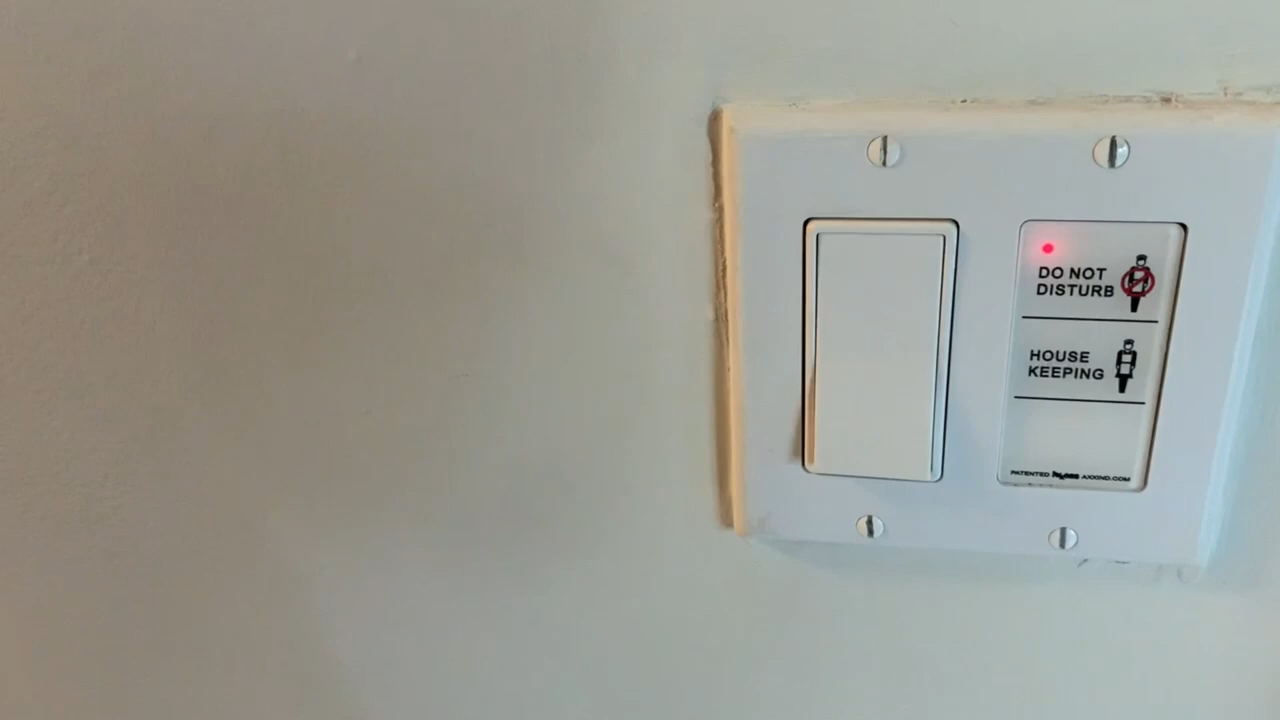 DO NOT
DISTURB
HOUSE
KEEPING
PATENTED AXXIND.COM